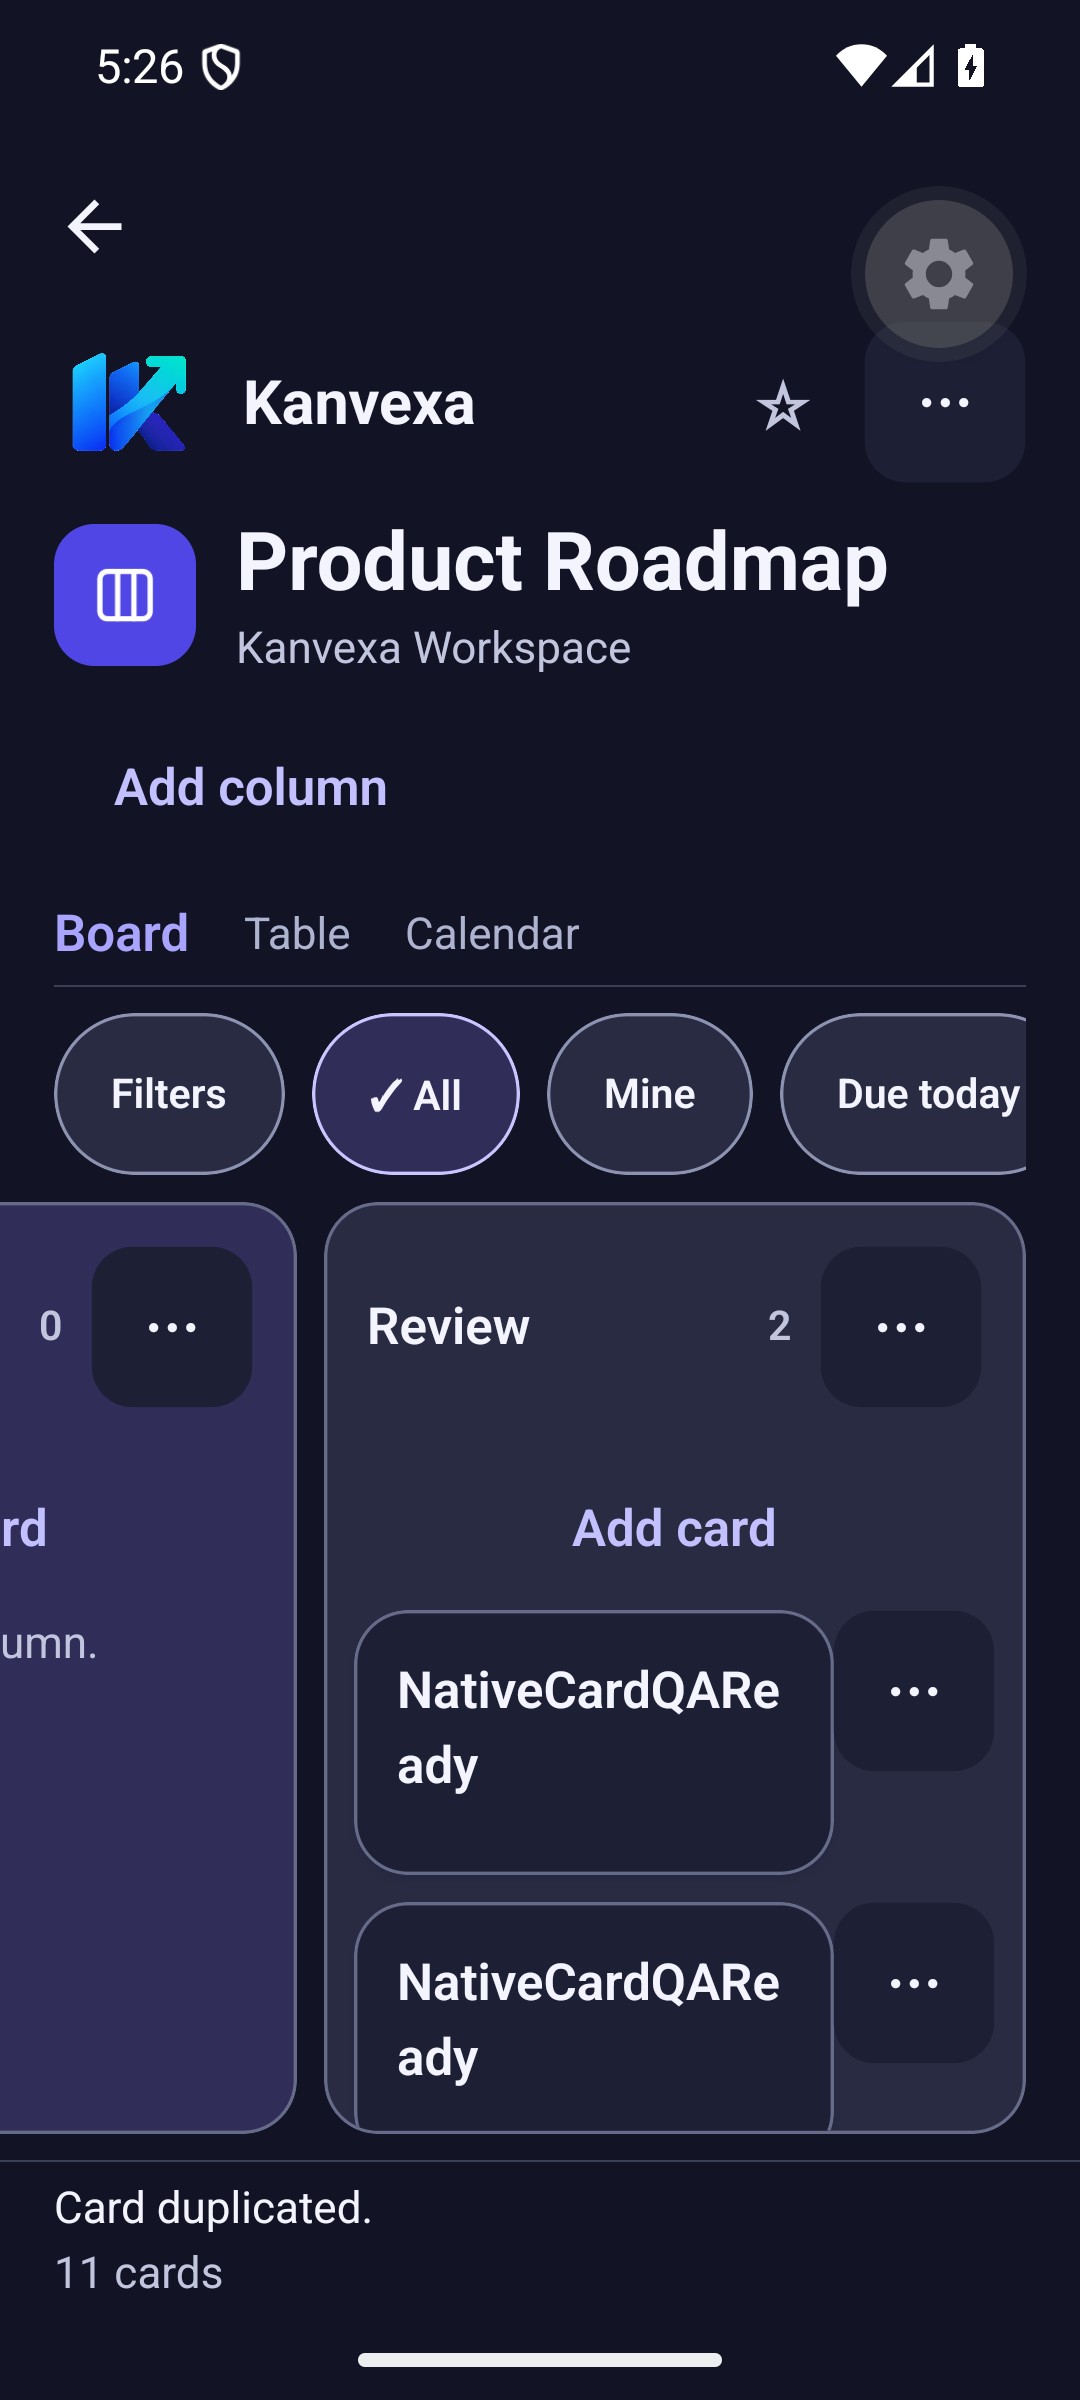 5:26
Kanvexa
Product Roadmap
Kanvexa Workspace
Add column
Board Table Calendar
Filters ✓ All Mine Due today
0
Review 2
rd
Add card
umn.
NativeCardQARe
ady
NativeCardQARe
ady
Card duplicated.
11 cards